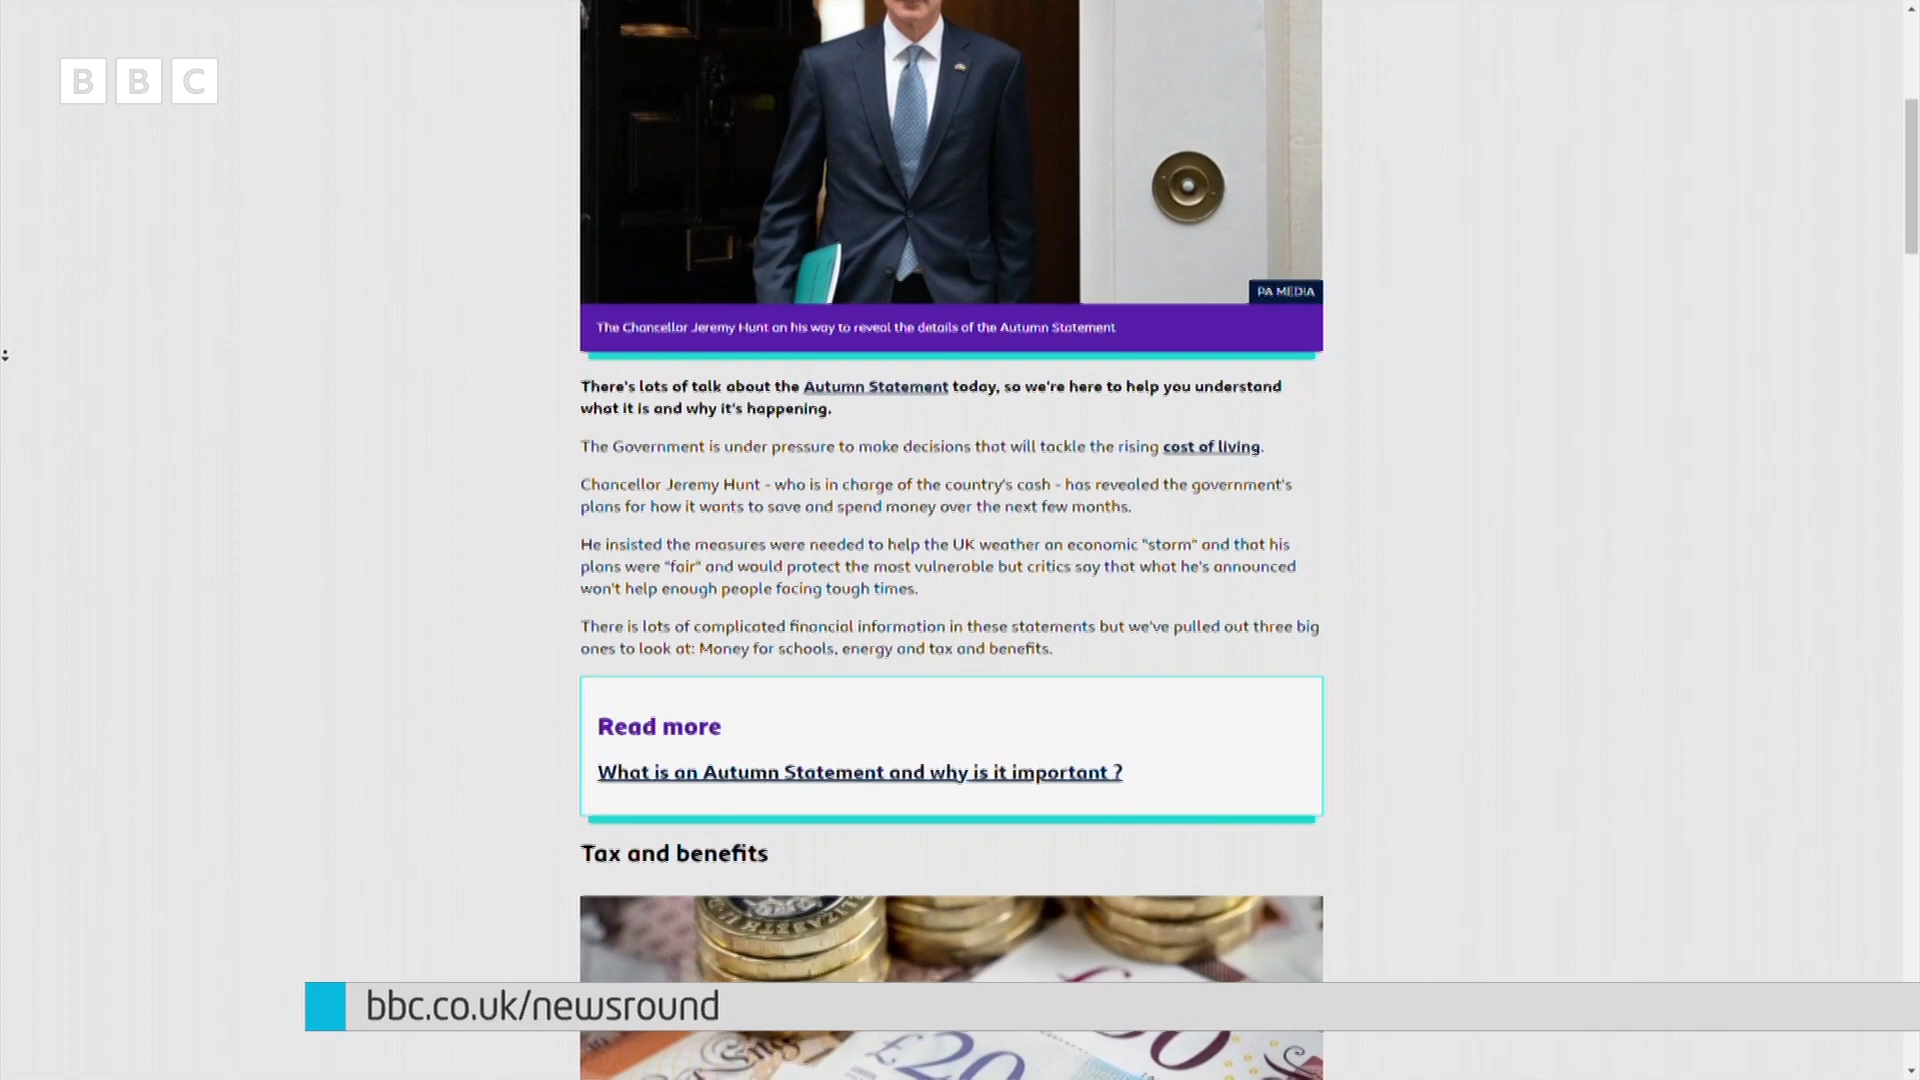 BBC
PA MEDIA
The Chancellor Jeremy Hunt on his way to reveal the details of the Autumn Statement
There's lots of talk about the Autumn Statement today, so we're here to help you understand
what it is and why it's happening.
The Government is under pressure to make decisions that will tackle the rising cost of living.
Chancellor Jeremy Hunt - who is in charge of the country's cash - has revealed the government's
plans for how it wants to save and spend money over the next few months.
He insisted the measures were needed to help the UK weather an economic "storm" and that his
plans were "fair" and would protect the most vulnerable but critics say that what he's announced
won't help enough people facing tough times.
There is lots of complicated financial information in these statements but we've pulled out three big
ones to look at: Money for schools, energy and tax and benefits.
Read more
What is an Autumn Statement and why is it important ?
Tax and benefits
bbc.co.uk/newsround
£20